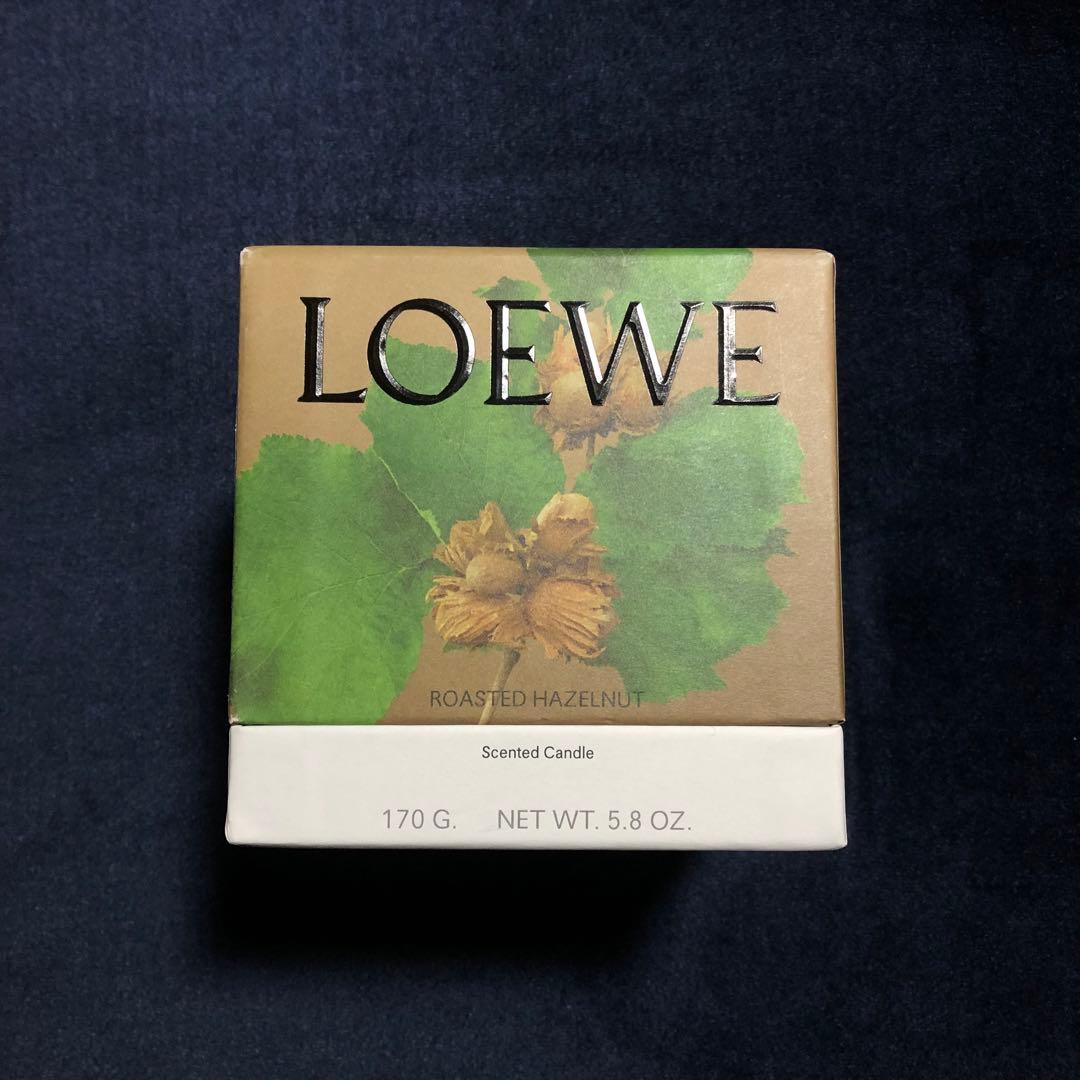 LOEWE
ROASTED HAZELNUT
Scented Candle
170 G. NET WT. 5.8 OZ.